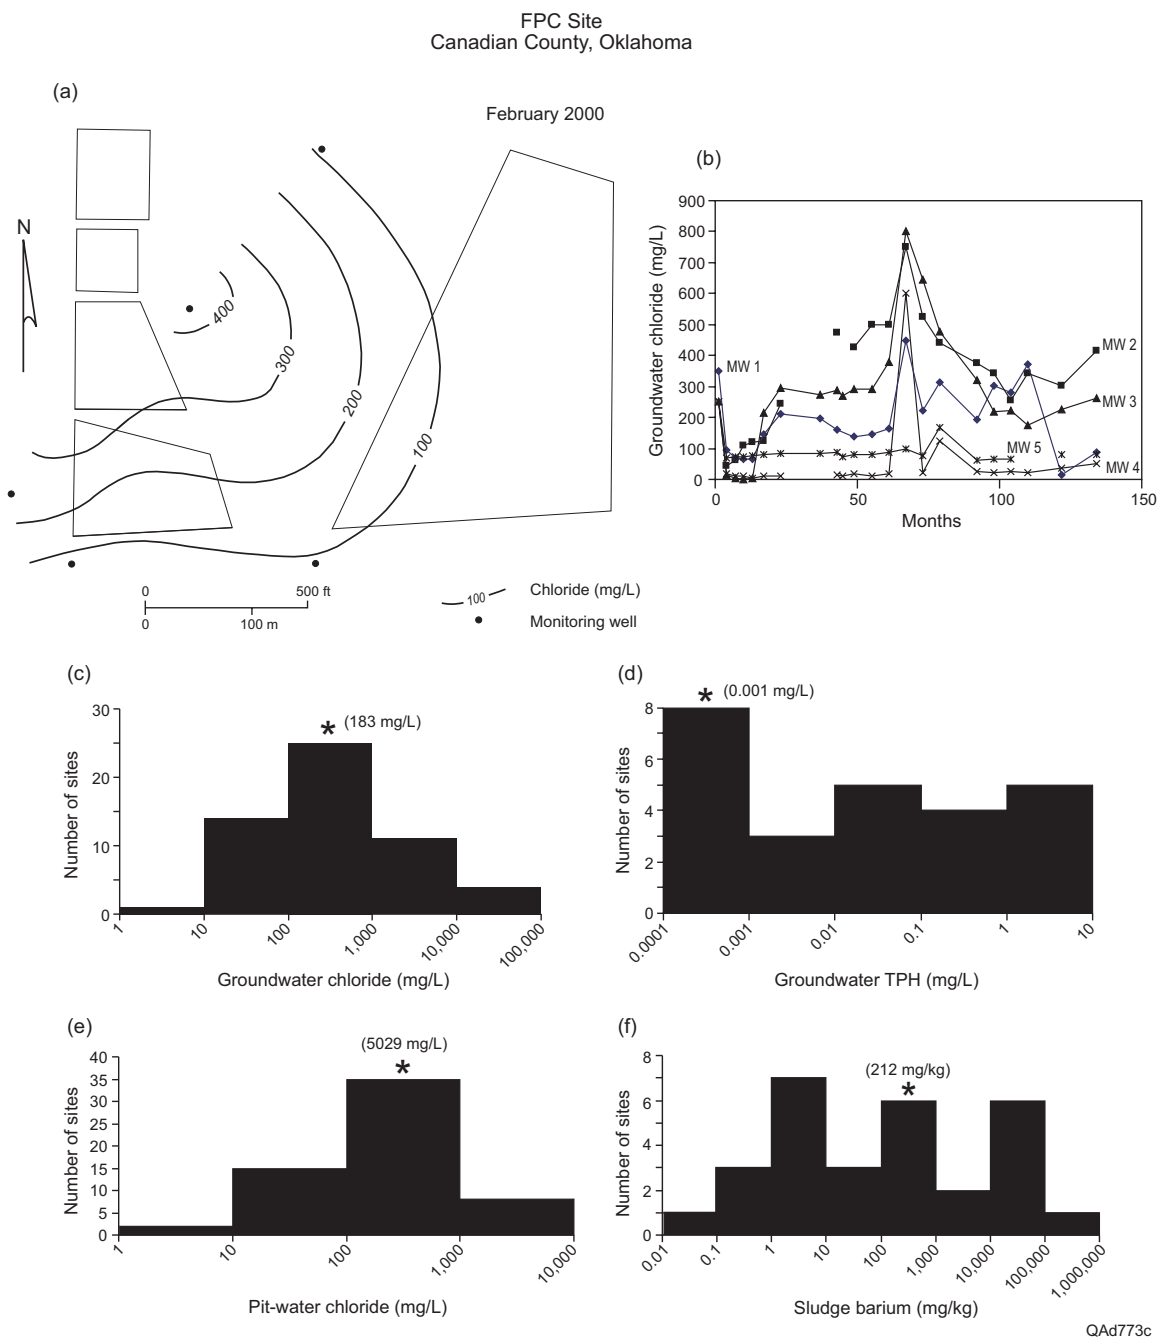 FPC Site
Canadian County, Oklahoma
(a)
February 2000
N
400
300
200
100
0 500 ft
0 100 m
100 Chloride (mg/L)
Monitoring well
(b)
Groundwater chloride (mg/L)
900
800
700
600
500
400
300
200
100
0
MW 1
MW 2
MW 3
MW 5
MW 4
0 50 100 150
Months
(c)
(183 mg/L)
Number of sites
30
20
10
0
1 10 100 1,000 10,000 100,000
Groundwater chloride (mg/L)
(d)
(0.001 mg/L)
Number of sites
8
6
4
2
0
0.0001 0.001 0.01 0.1 1 10
Groundwater TPH (mg/L)
(e)
(5029 mg/L)
Number of sites
40
35
30
25
20
15
10
5
0
1 10 100 1,000 10,000
Pit-water chloride (mg/L)
(f)
(212 mg/kg)
Number of sites
8
6
4
2
0
0.01 0.1 1 10 100 1,000 10,000 100,000 1,000,000
Sludge barium (mg/kg)
QAd773c